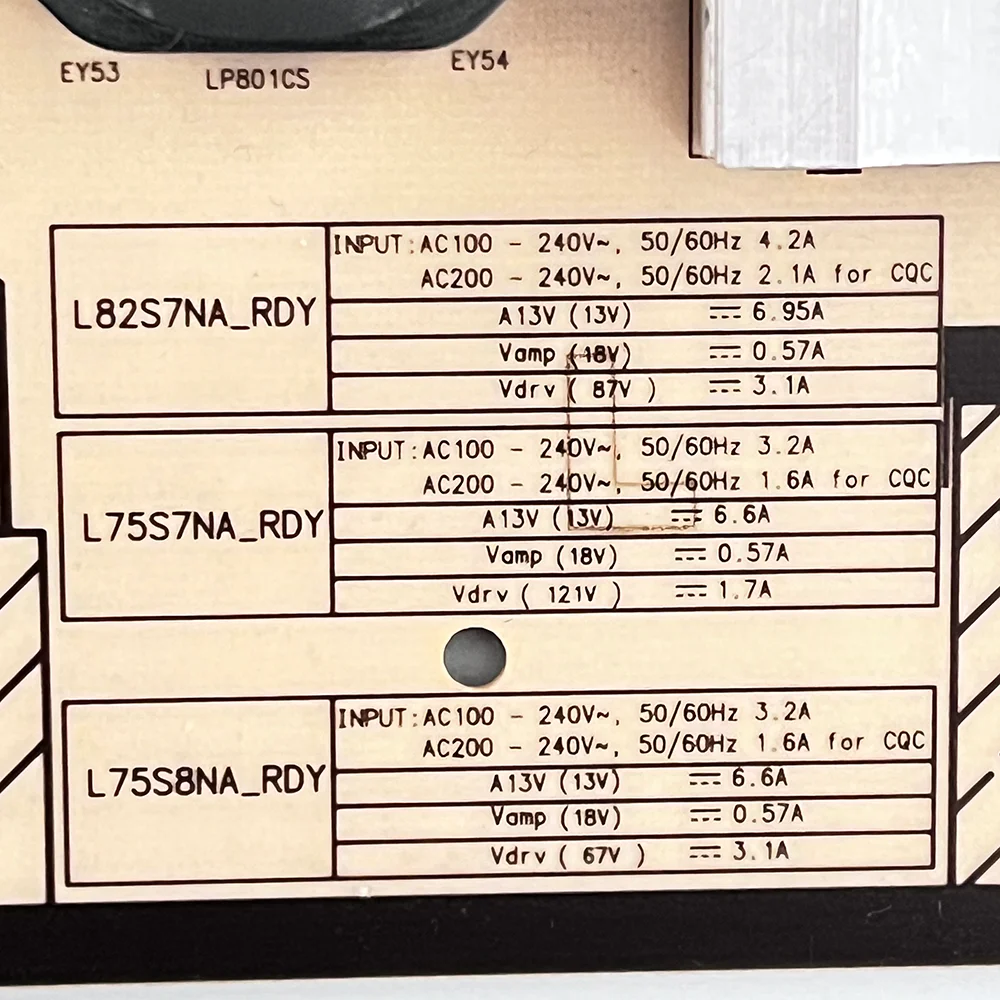 EY53
LP801CS
EY54
L82S7NA_RDY
INPUT:AC100 - 240V~, 50/60Hz 4.2A
AC200 - 240V~, 50/60Hz 2.1A for CQC
A13V (13V) ⎓ 6.95A
Vamp (18V) ⎓ 0.57A
Vdrv ( 87V ) ⎓ 3.1A
L75S7NA_RDY
INPUT:AC100 - 240V~, 50/60Hz 3.2A
AC200 - 240V~, 50/60Hz 1.6A for CQC
A13V (13V) ⎓ 6.6A
Vamp (18V) ⎓ 0.57A
Vdrv ( 121V ) ⎓ 1.7A
L75S8NA_RDY
INPUT:AC100 - 240V~, 50/60Hz 3.2A
AC200 - 240V~, 50/60Hz 1.6A for CQC
A13V (13V) ⎓ 6.6A
Vamp (18V) ⎓ 0.57A
Vdrv ( 67V ) ⎓ 3.1A